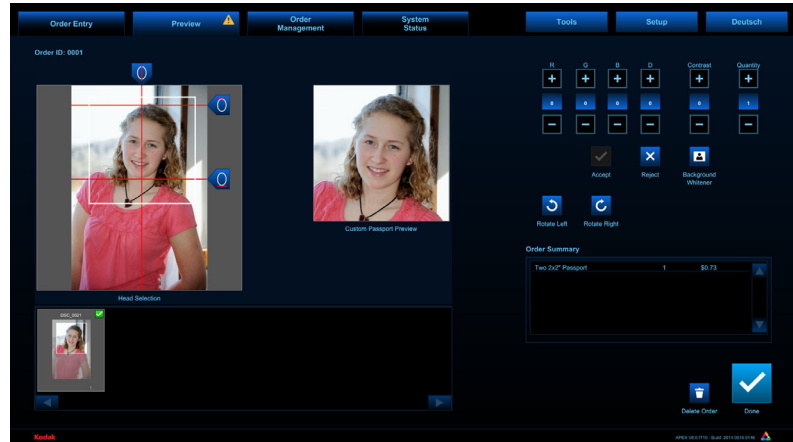 Order Entry
Preview
Order
Management
System
Status
Tools
Setup
Deutsch
Order ID: 0001
R G B D Contrast Quantity
+ + + + + +
0 0 0 0 0 1
− − − − − −
Accept
Reject
Background
Whitener
Rotate Left
Rotate Right
Custom Passport Preview
Head Selection
Order Summary
Two 2x2" Passport 1 $0.73
DSC_0001
1
Delete Order
Done
Kodak